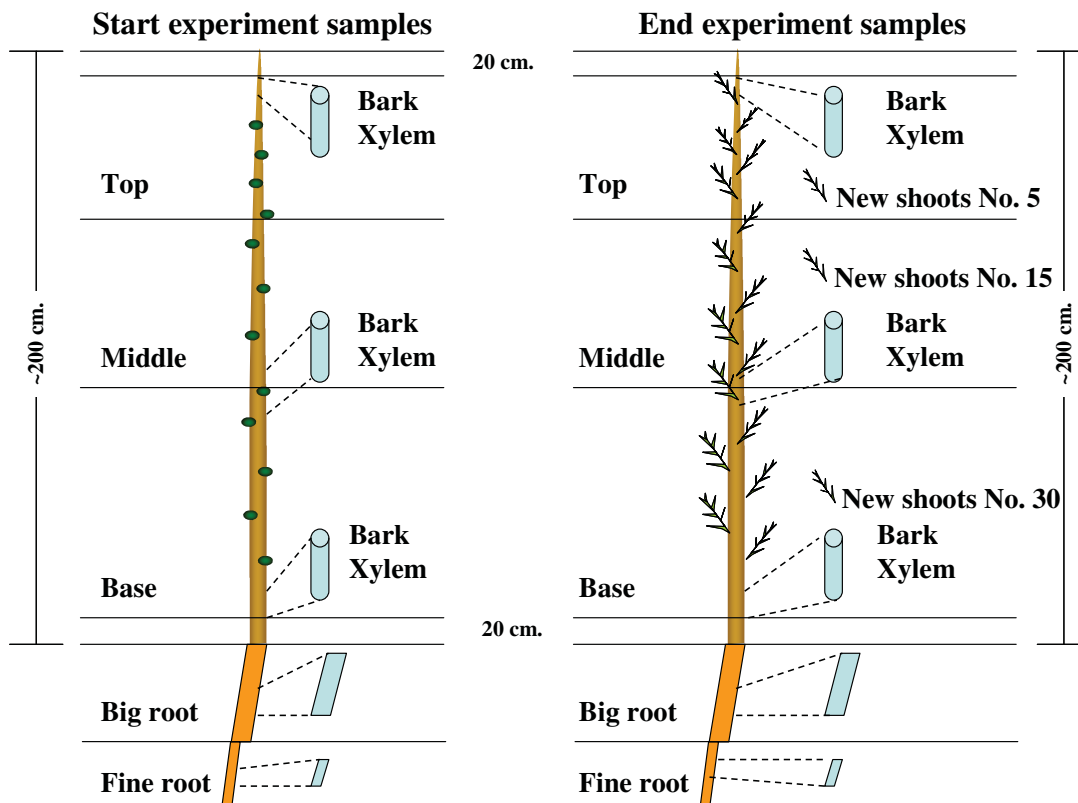 Start experiment samples
20 cm.
Bark
Xylem
Top
~200 cm.
Bark
Xylem
Middle
Bark
Xylem
Base
20 cm.
Big root
Fine root
End experiment samples
Bark
Xylem
Top
New shoots No. 5
New shoots No. 15
Bark
Xylem
Middle
~200 cm.
New shoots No. 30
Bark
Xylem
Base
Big root
Fine root